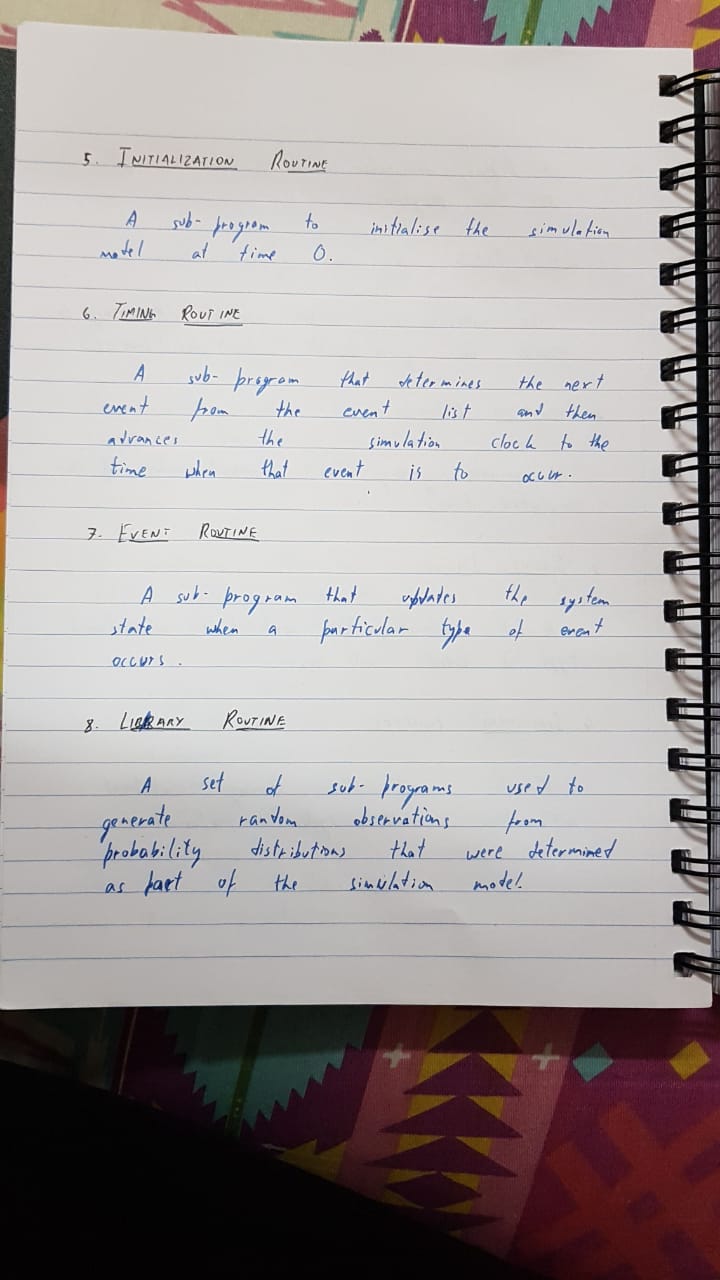 5. INITIALIZATION ROUTINE
A sub-program to initialise the simulation
model at time 0.
6. TIMING ROUTINE
A sub-program that determines the next
event from the event list and then
advances the simulation clock to the
time when that event is to occur.
7. EVENT ROUTINE
A sub-program that updates the system
state when a particular type of event
occurs.
8. LIBRARY ROUTINE
A set of sub-programs used to
generate random observations from
probability distributions that were determined
as part of the simulation model.